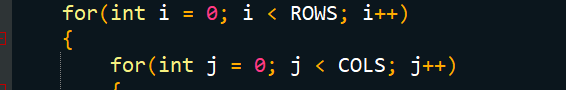 for(int i = 0; i < ROWS; i++)
{
for(int j = 0; j < COLS; j++)
{